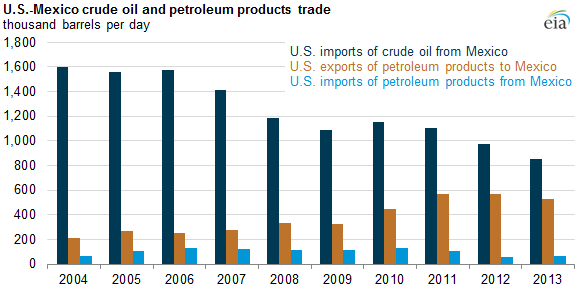 U.S.-Mexico crude oil and petroleum products trade
thousand barrels per day
eia
1,800
1,600
1,400
1,200
1,000
800
600
400
200
0
U.S. imports of crude oil from Mexico
U.S. exports of petroleum products to Mexico
U.S. imports of petroleum products from Mexico
2004 2005 2006 2007 2008 2009 2010 2011 2012 2013